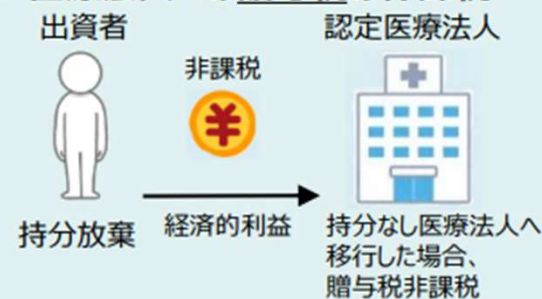 出資者
認定医療法人
非課税
¥
持分放棄
経済的利益
持分なし医療法人へ
移行した場合、
贈与税非課税